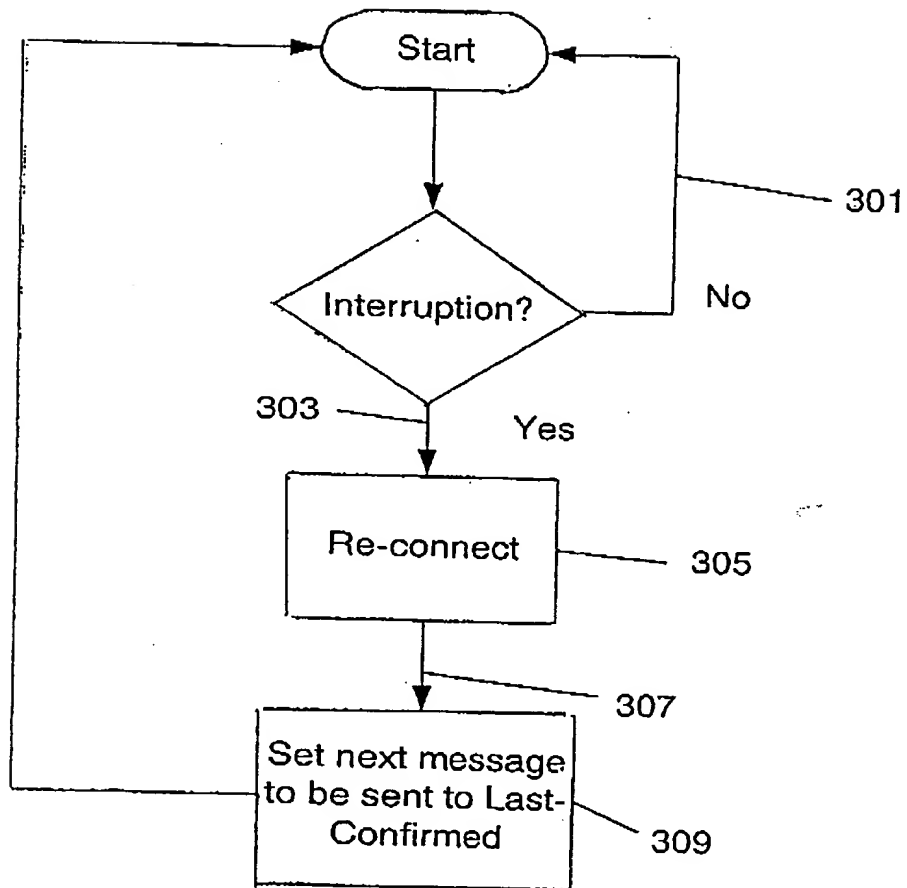 Start
301
Interruption?
No
303
Yes
Re-connect
305
307
Set next message
to be sent to Last-
Confirmed
309